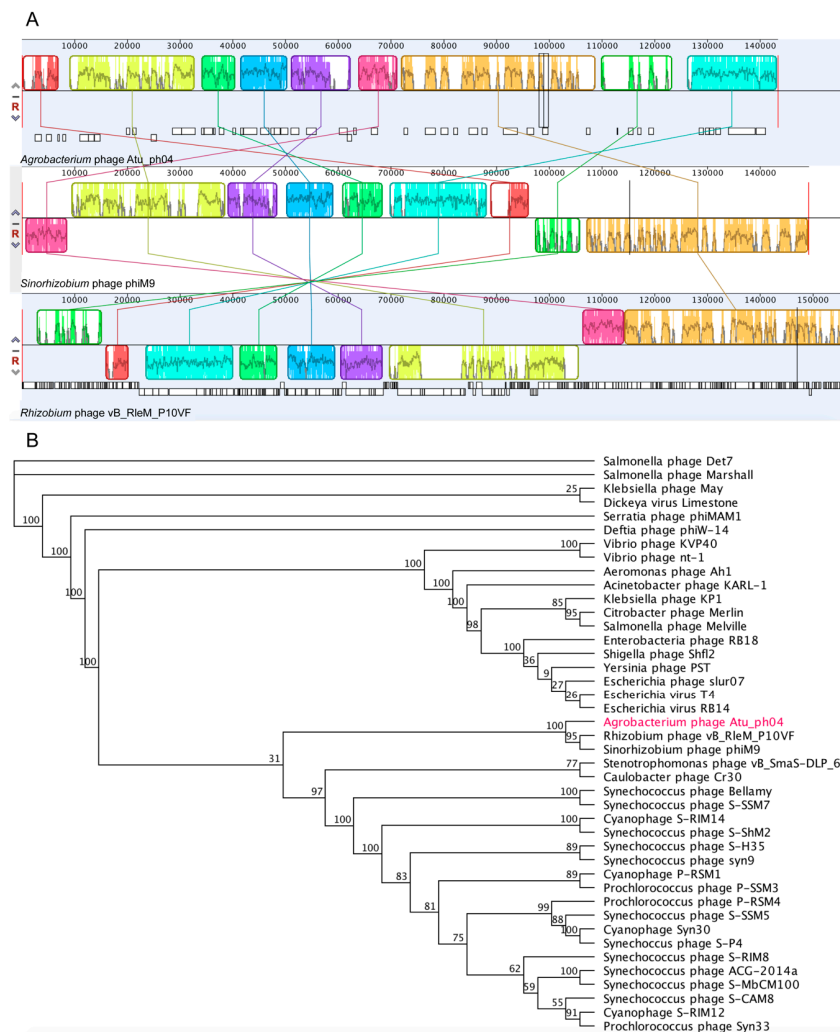 A
10000 20000 30000 40000 50000 60000 70000 80000 90000 100000 110000 120000 130000 140000
R
Agrobacterium phage Atu_ph04
10000 20000 30000 40000 50000 60000 70000 80000 90000 100000 110000 120000 130000 140000
R
Sinorhizobium phage phiM9
10000 20000 30000 40000 50000 60000 70000 80000 90000 100000 110000 120000 130000 140000 150000
R
Rhizobium phage vB_RleM_P10VF
B
Salmonella phage Det7
Salmonella phage Marshall
25 Klebsiella phage May
Dickeya virus Limestone
100 Serratia phage phiMAM1
Deftia phage phiW-14
100 100 Vibrio phage KVP40
Vibrio phage nt-1
100 Aeromonas phage Ah1
100 Acinetobacter phage KARL-1
100 85 Klebsiella phage KP1
100 95 Citrobacter phage Merlin
98 Salmonella phage Melville
100 Enterobacteria phage RB18
36 Shigella phage Shfl2
100 9 Yersinia phage PST
27 Escherichia phage slur07
26 Escherichia virus T4
Escherichia virus RB14
100 Agrobacterium phage Atu_ph04
95 Rhizobium phage vB_RleM_P10VF
Sinorhizobium phage phiM9
31 77 Stenotrophomonas phage vB_SmaS-DLP_6
Caulobacter phage Cr30
97 100 Synechococcus phage Bellamy
Synechococcus phage S-SSM7
100 100 Cyanophage S-RIM14
Synechococcus phage S-ShM2
100 89 Synechococcus phage S-H35
Synechococcus phage syn9
83 89 Cyanophage P-RSM1
Prochlorococcus phage P-SSM3
81 99 Prochlorococcus phage P-RSM4
88 Synechococcus phage S-SSM5
100 Cyanophage Syn30
75 Synechoccus phage S-P4
62 Synechococcus phage S-RIM8
100 Synechococcus phage ACG-2014a
59 Synechococcus phage S-MbCM100
55 Synechococcus phage S-CAM8
91 Cyanophage S-RIM12
Prochlorococcus phage Syn33